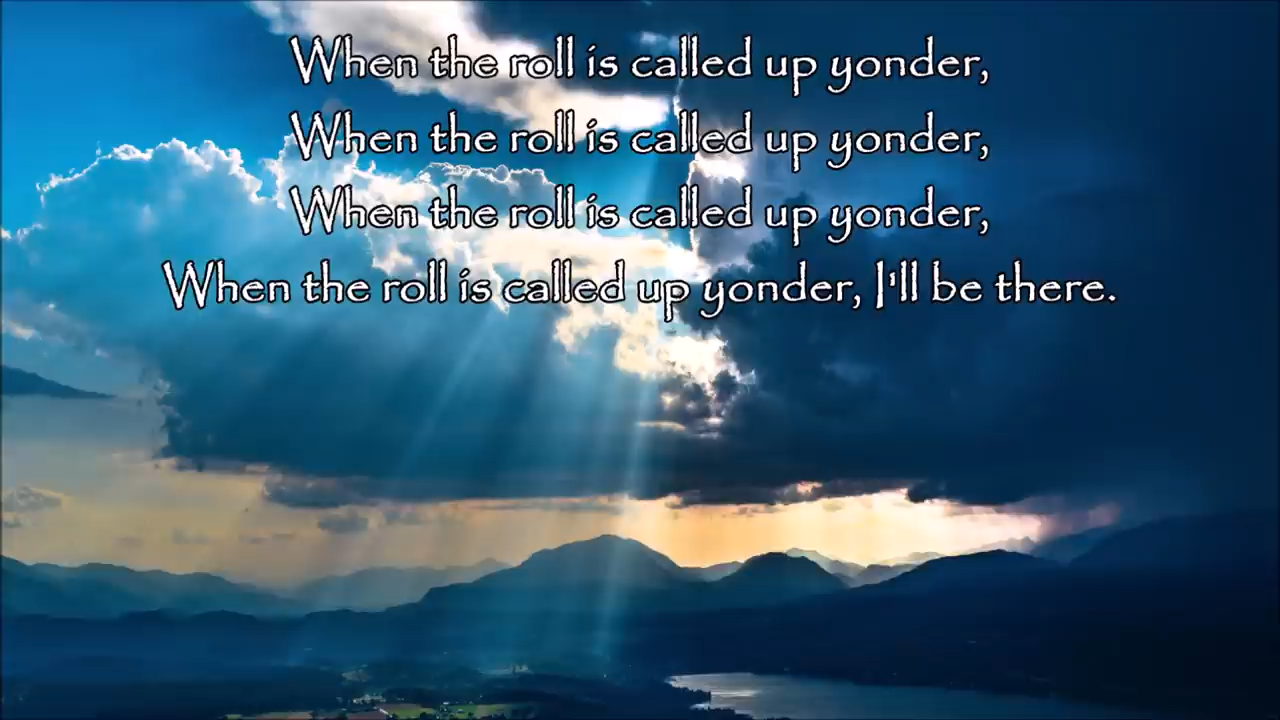 When the roll is called up yonder,
When the roll is called up yonder,
When the roll is called up yonder,
When the roll is called up yonder, I'll be there.